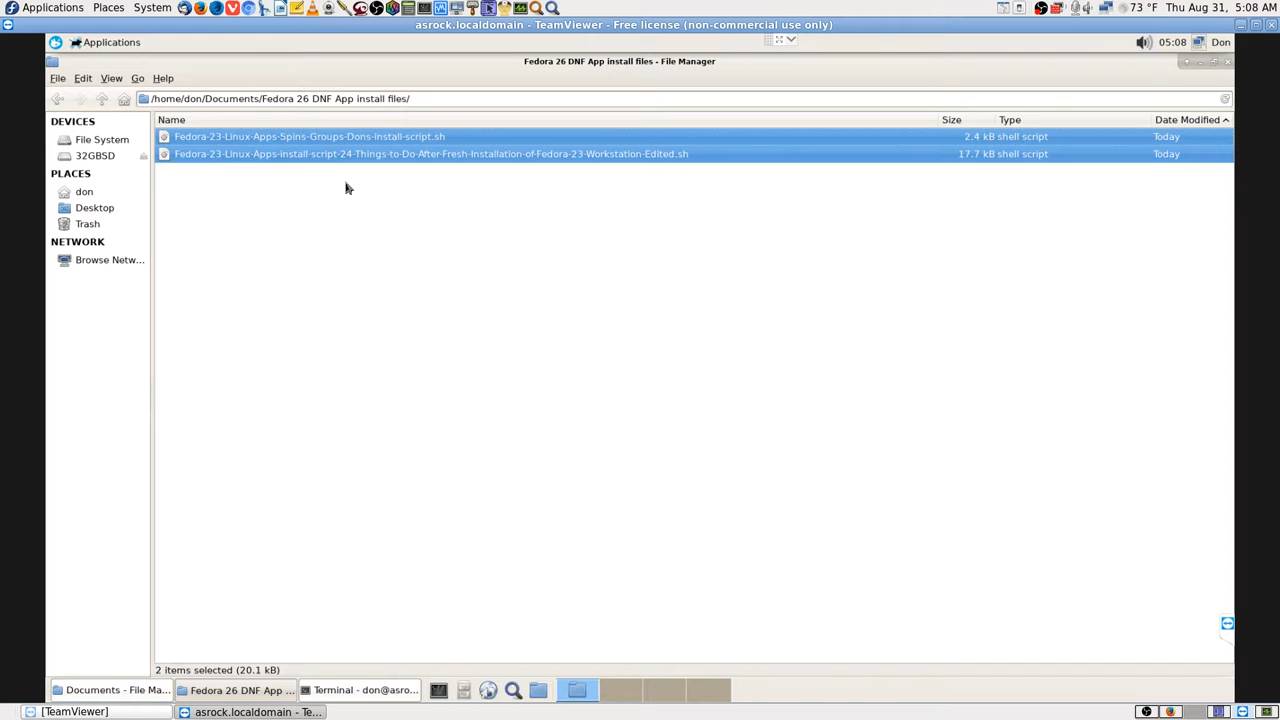 Applications Places System 73 °F Thu Aug 31, 5:08 AM
asrock.localdomain - TeamViewer - Free license (non-commercial use only)
Applications 05:08 Don
Fedora 26 DNF App install files - File Manager
File Edit View Go Help
/home/don/Documents/Fedora 26 DNF App install files/
DEVICES
File System
32GBSD
PLACES
don
Desktop
Trash
NETWORK
Browse Netw...
Name Size Type Date Modified
Fedora-23-Linux-Apps-Spins-Groups-Dons-install-script.sh 2.4 kB shell script Today
Fedora-23-Linux-Apps-install-script-24-Things-to-Do-After-Fresh-Installation-of-Fedora-23-Workstation-Edited.sh 17.7 kB shell script Today
2 items selected (20.1 kB)
Documents - File Ma... Fedora 26 DNF App ... Terminal - don@asro...
[TeamViewer] asrock.localdomain - Te...